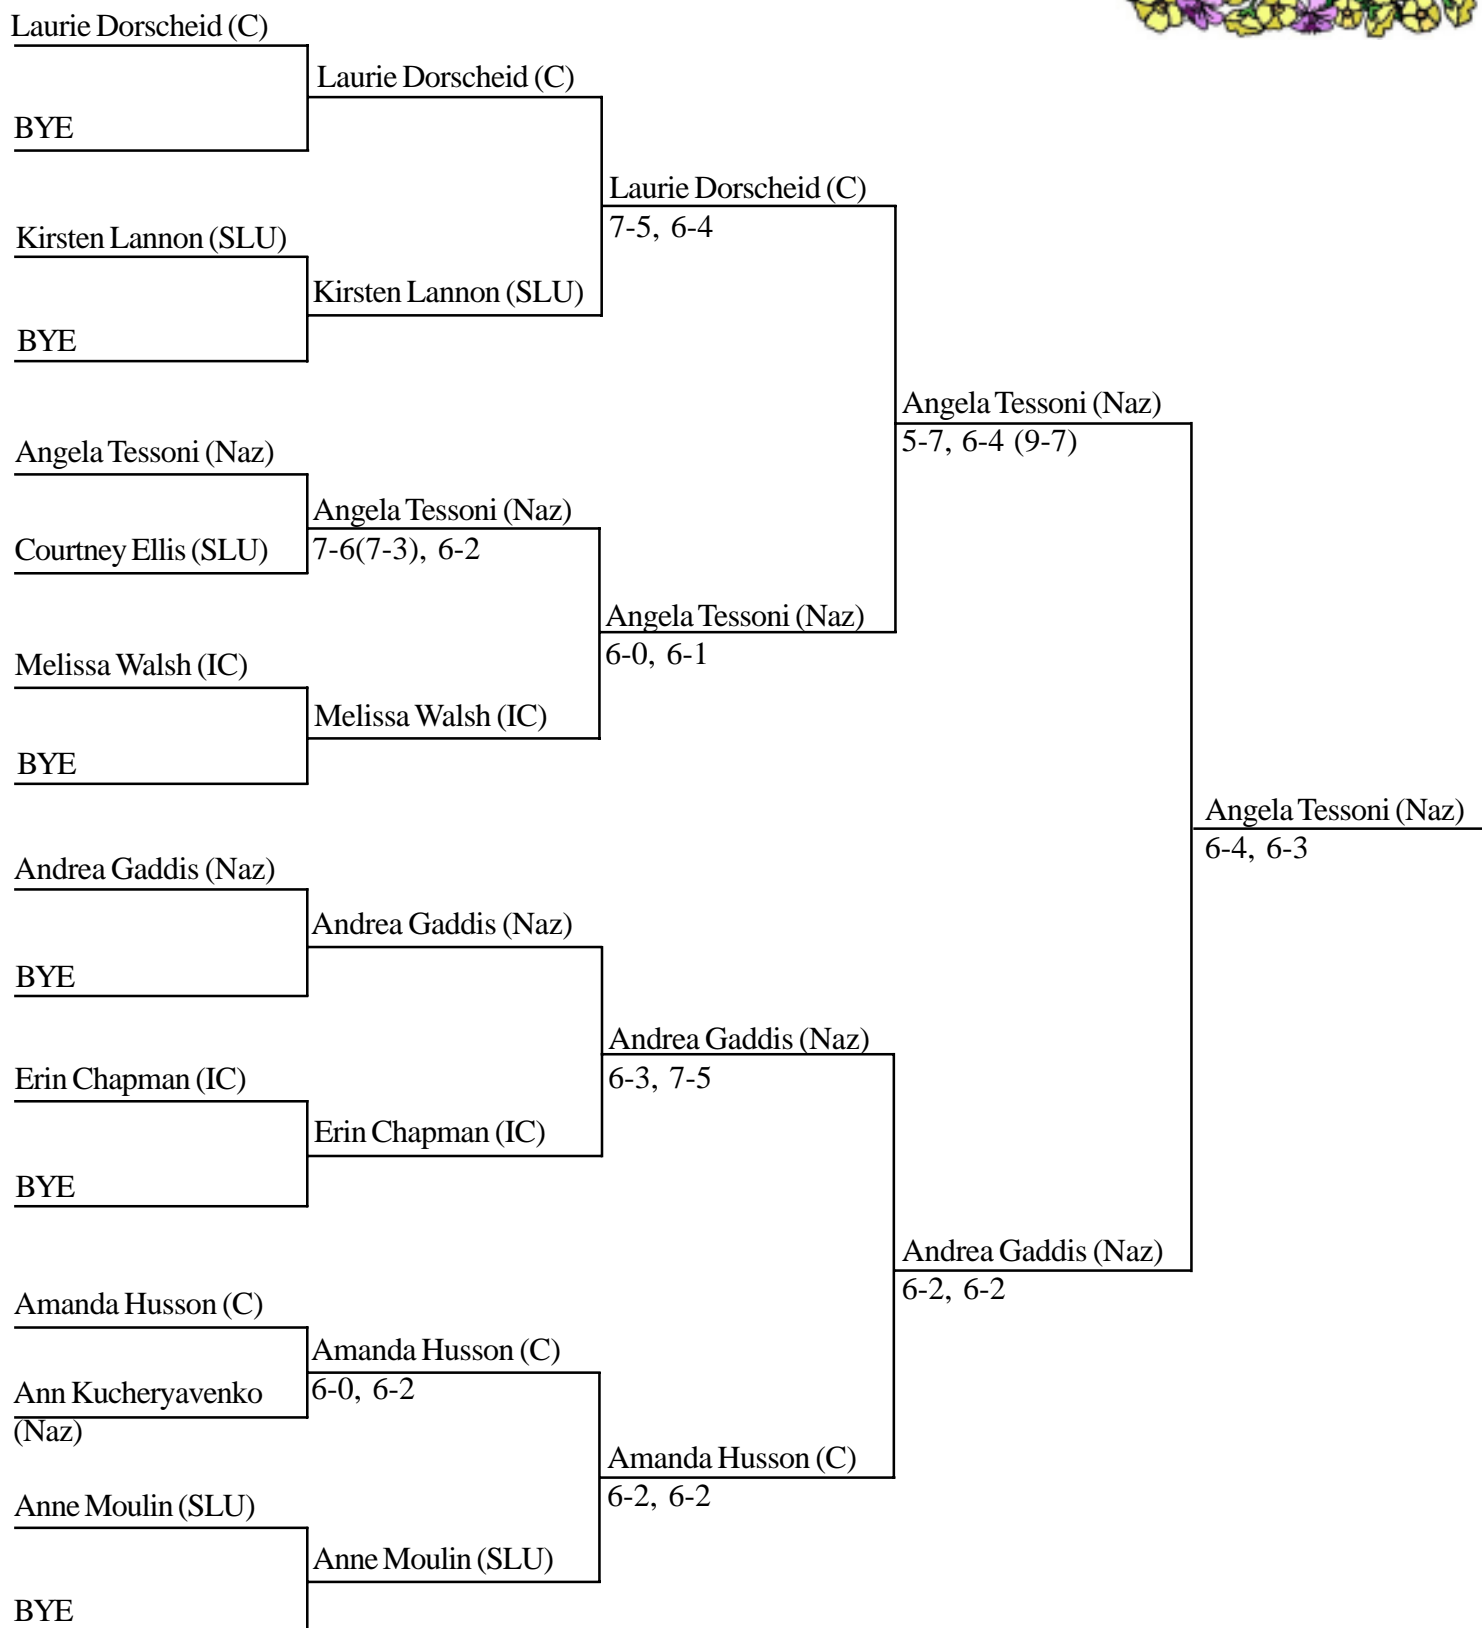 Laurie Dorscheid (C)
BYE
Kirsten Lannon (SLU)
BYE
Angela Tessoni (Naz)
Courtney Ellis (SLU)
Melissa Walsh (IC)
BYE
Andrea Gaddis (Naz)
BYE
Erin Chapman (IC)
BYE
Amanda Husson (C)
Ann Kucheryavenko
(Naz)
Anne Moulin (SLU)
BYE
Laurie Dorscheid (C)
Kirsten Lannon (SLU)
Angela Tessoni (Naz)
7-6(7-3), 6-2
Melissa Walsh (IC)
Andrea Gaddis (Naz)
Erin Chapman (IC)
Amanda Husson (C)
6-0, 6-2
Anne Moulin (SLU)
Laurie Dorscheid (C)
7-5, 6-4
Angela Tessoni (Naz)
6-0, 6-1
Andrea Gaddis (Naz)
6-3, 7-5
Amanda Husson (C)
6-2, 6-2
Angela Tessoni (Naz)
5-7, 6-4 (9-7)
Andrea Gaddis (Naz)
6-2, 6-2
Angela Tessoni (Naz)
6-4, 6-3